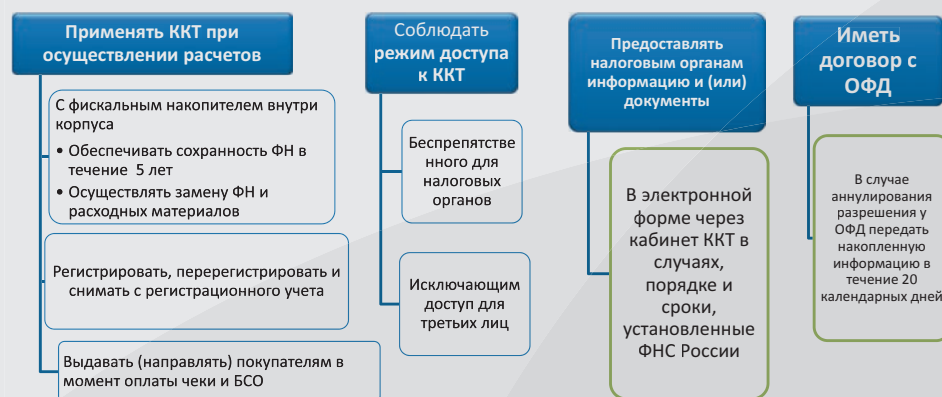 Применять ККТ при
осуществлении расчетов
С фискальным накопителем внутри
корпуса
• Обеспечивать сохранность ФН в
течение 5 лет
• Осуществлять замену ФН и
расходных материалов
Регистрировать, перерегистрировать и
снимать с регистрационного учета
Выдавать (направлять) покупателям в
момент оплаты чеки и БСО
Соблюдать
режим доступа
к ККТ
Беспрепятстве
нного для
налоговых
органов
Исключающим
доступ для
третьих лиц
Предоставлять
налоговым органам
информацию и (или)
документы
В электронной
форме через
кабинет ККТ в
случаях,
порядке и
сроки,
установленные
ФНС России
Иметь
договор с
ОФД
В случае
аннулирования
разрешения у
ОФД передать
накопленную
информацию в
течение 20
календарных дней